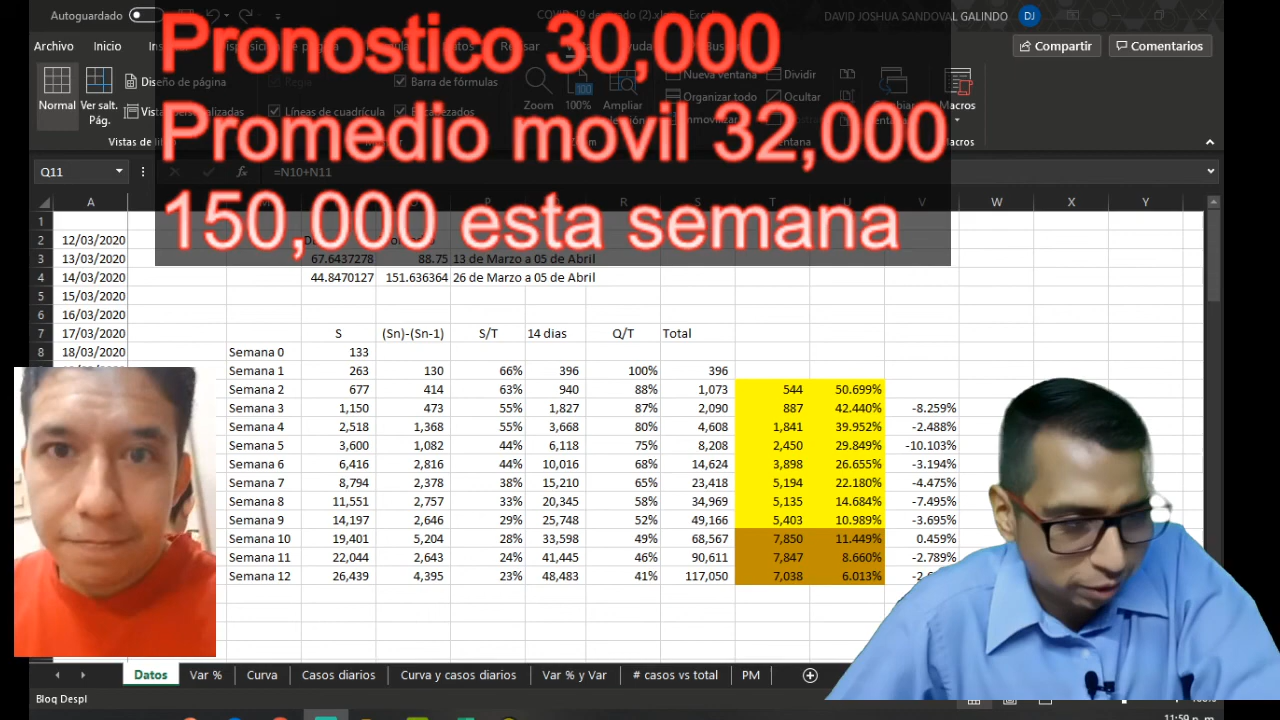 Pronostico 30,000
Promedio movil 32,000
150,000 esta semana
Autoguardado
DAVID JOSHUA SANDOVAL GALINDO DJ
Archivo Inicio
Compartir Comentarios
Normal Ver salt. Pág. Diseño de página Barra de fórmulas Zoom 100% Ampliar Nueva ventana Dividir Macros
Organizar todo Ocultar
Líneas de cuadrícula
Vistas de
Q11 fx =N10+N11
A S T U V W X Y
1
2 12/03/2020
3 13/03/2020 67.6437278 88.75 13 de Marzo a 05 de Abril
4 14/03/2020 44.8470127 151.636364 26 de Marzo a 05 de Abril
5 15/03/2020
6 16/03/2020
7 17/03/2020 S (Sn)-(Sn-1) S/T 14 dias Q/T Total
8 18/03/2020 Semana 0 133
Semana 1 263 130 66% 396 100% 396
Semana 2 677 414 63% 940 88% 1,073 544 50.699%
Semana 3 1,150 473 55% 1,827 87% 2,090 887 42.440% -8.259%
Semana 4 2,518 1,368 55% 3,668 80% 4,608 1,841 39.952% -2.488%
Semana 5 3,600 1,082 44% 6,118 75% 8,208 2,450 29.849% -10.103%
Semana 6 6,416 2,816 44% 10,016 68% 14,624 3,898 26.655% -3.194%
Semana 7 8,794 2,378 38% 15,210 65% 23,418 5,194 22.180% -4.475%
Semana 8 11,551 2,757 33% 20,345 58% 34,969 5,135 14.684% -7.495%
Semana 9 14,197 2,646 29% 25,748 52% 49,166 5,403 10.989% -3.695%
Semana 10 19,401 5,204 28% 33,598 49% 68,567 7,850 11.449% 0.459%
Semana 11 22,044 2,643 24% 41,445 46% 90,611 7,847 8.660% -2.789%
Semana 12 26,439 4,395 23% 48,483 41% 117,050 7,038 6.013%
Datos Var % Curva Casos diarios Curva y casos diarios Var % y Var # casos vs total PM
Bloq Despl
11:59 p. m.